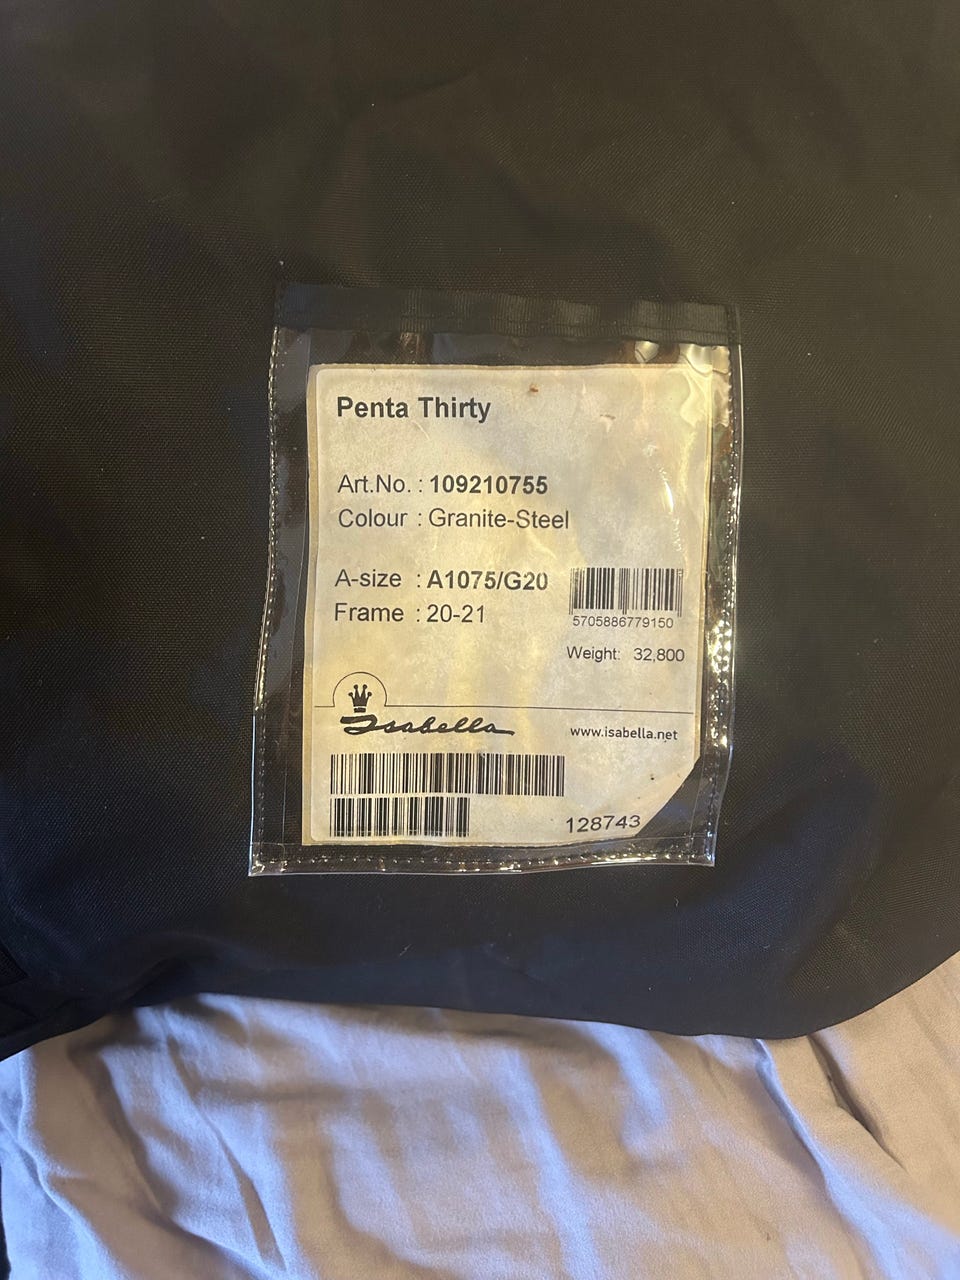 Penta Thirty
Art.No. : 109210755
Colour : Granite-Steel
A-size : A1075/G20
Frame : 20-21
5705886779150
Weight: 32,800
Isabella
www.isabella.net
128743